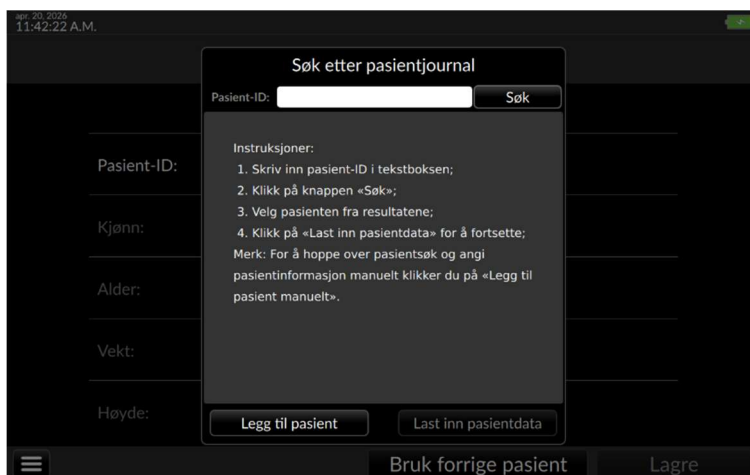 apr. 20, 2026
11:42:22 A.M.
Søk etter pasientjournal
Pasient-ID:
Søk
Instruksjoner:
1. Skriv inn pasient-ID i tekstboksen;
2. Klikk på knappen «Søk»;
3. Velg pasienten fra resultatene;
4. Klikk på «Last inn pasientdata» for å fortsette;
Merk: For å hoppe over pasientsøk og angi
pasientinformasjon manuelt klikker du på «Legg til
pasient manuelt».
Pasient-ID:
Kjønn:
Alder:
Vekt:
Høyde:
Legg til pasient
Last inn pasientdata
Bruk forrige pasient
Lagre